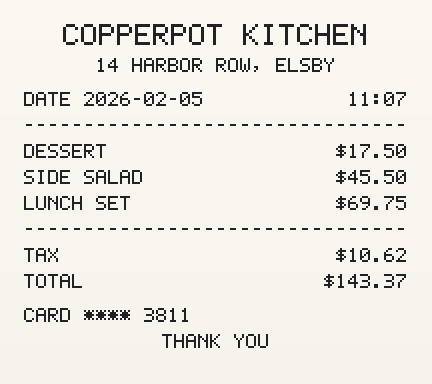 COPPERPOT KITCHEN
14 HARBOR ROW, ELSBY
DATE 2026-02-05 11:07
--------------------------------
DESSERT $17.50
SIDE SALAD $45.50
LUNCH SET $69.75
--------------------------------
TAX $10.62
TOTAL $143.37
CARD **** 3811
THANK YOU